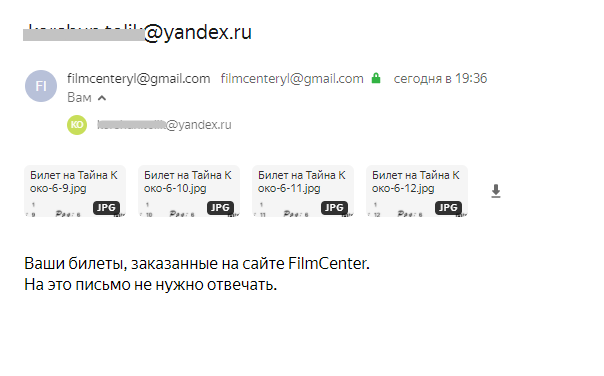 @yandex.ru
FI
filmcenteryl@gmail.com filmcenteryl@gmail.com сегодня в 19:36
Вам
KO
@yandex.ru
Билет на Тайна К
око-6-9.jpg
JPG
Билет на Тайна К
око-6-10.jpg
JPG
Билет на Тайна К
око-6-11.jpg
JPG
Билет на Тайна К
око-6-12.jpg
JPG
Ваши билеты, заказанные на сайте FilmCenter.
На это письмо не нужно отвечать.